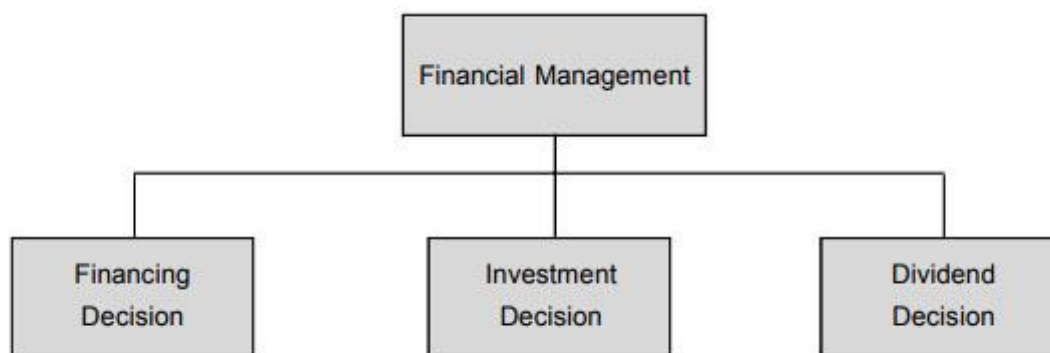 Financial Management
Financing
Decision
Investment
Decision
Dividend
Decision